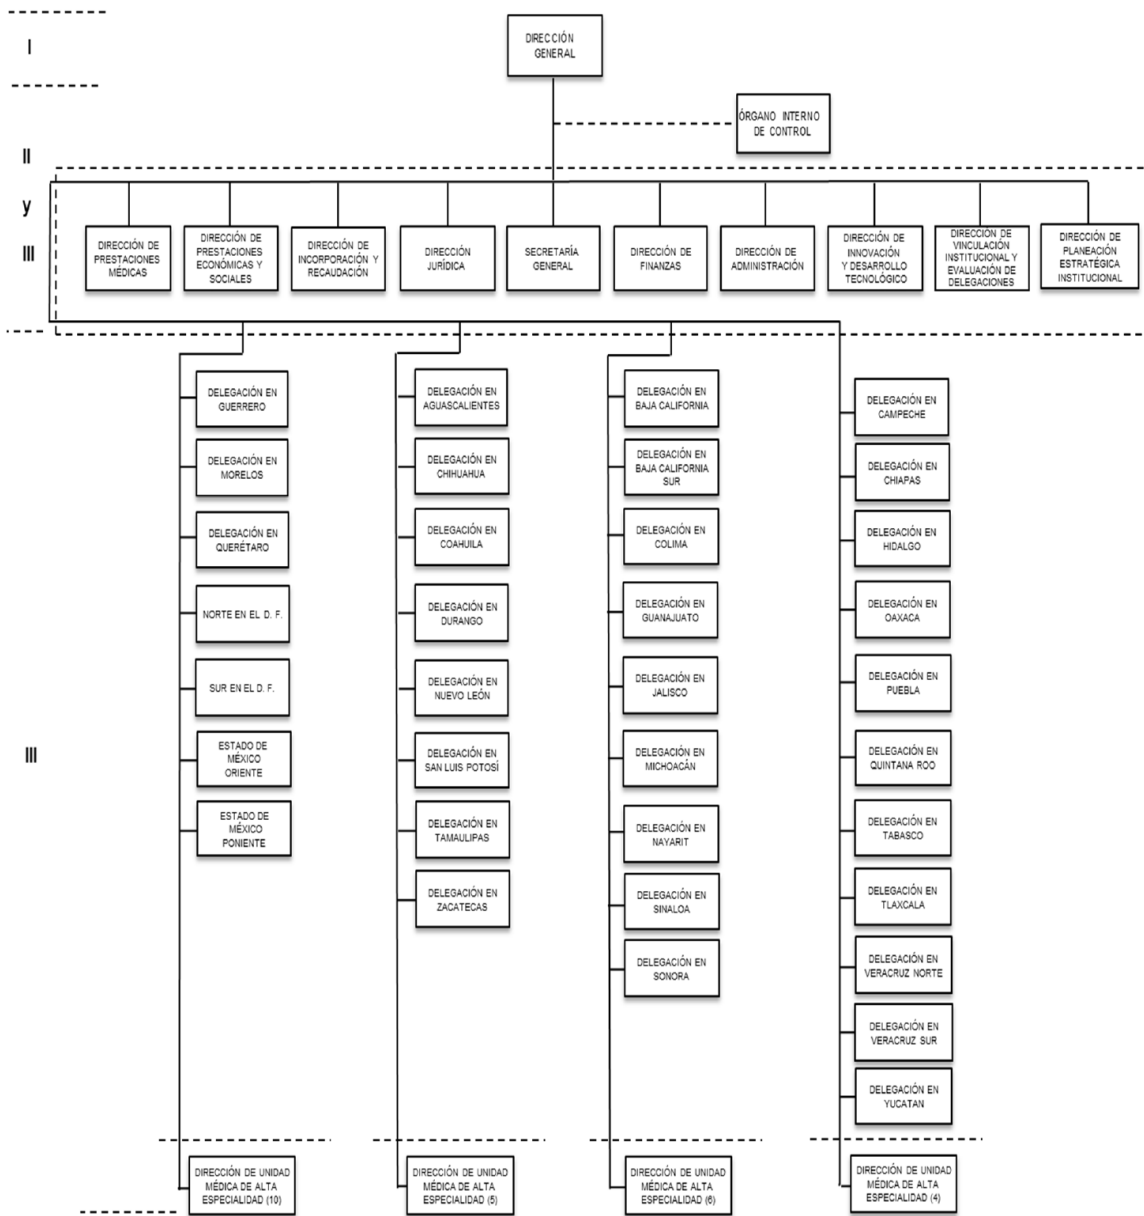 I
DIRECCIÓN
GENERAL
ÓRGANO INTERNO
DE CONTROL
II
y
III
DIRECCIÓN DE
PRESTACIONES
MÉDICAS
DIRECCIÓN DE
PRESTACIONES
ECONÓMICAS Y
SOCIALES
DIRECCIÓN DE
INCORPORACIÓN Y
RECAUDACIÓN
DIRECCIÓN
JURÍDICA
SECRETARÍA
GENERAL
DIRECCIÓN DE
FINANZAS
DIRECCIÓN DE
ADMINISTRACIÓN
DIRECCIÓN DE
INNOVACIÓN
Y DESARROLLO
TECNOLÓGICO
DIRECCIÓN DE
VINCULACIÓN
INSTITUCIONAL Y
EVALUACIÓN DE
DELEGACIONES
DIRECCIÓN DE
PLANEACIÓN
ESTRATÉGICA
INSTITUCIONAL
III
DELEGACIÓN EN
GUERRERO
DELEGACIÓN EN
MORELOS
DELEGACIÓN EN
QUERÉTARO
NORTE EN EL D. F.
SUR EN EL D. F.
ESTADO DE
MÉXICO
ORIENTE
ESTADO DE
MÉXICO
PONIENTE
DIRECCIÓN DE UNIDAD
MÉDICA DE ALTA
ESPECIALIDAD (10)
DELEGACIÓN EN
AGUASCALIENTES
DELEGACIÓN EN
CHIHUAHUA
DELEGACIÓN EN
COAHUILA
DELEGACIÓN EN
DURANGO
DELEGACIÓN EN
NUEVO LEÓN
DELEGACIÓN EN
SAN LUIS POTOSÍ
DELEGACIÓN EN
TAMAULIPAS
DELEGACIÓN EN
ZACATECAS
DIRECCIÓN DE UNIDAD
MÉDICA DE ALTA
ESPECIALIDAD (5)
DELEGACIÓN EN
BAJA CALIFORNIA
DELEGACIÓN EN
BAJA CALIFORNIA
SUR
DELEGACIÓN EN
COLIMA
DELEGACIÓN EN
GUANAJUATO
DELEGACIÓN EN
JALISCO
DELEGACIÓN EN
MICHOACÁN
DELEGACIÓN EN
NAYARIT
DELEGACIÓN EN
SINALOA
DELEGACIÓN EN
SONORA
DIRECCIÓN DE UNIDAD
MÉDICA DE ALTA
ESPECIALIDAD (6)
DELEGACIÓN EN
CAMPECHE
DELEGACIÓN EN
CHIAPAS
DELEGACIÓN EN
HIDALGO
DELEGACIÓN EN
OAXACA
DELEGACIÓN EN
PUEBLA
DELEGACIÓN EN
QUINTANA ROO
DELEGACIÓN EN
TABASCO
DELEGACIÓN EN
TLAXCALA
DELEGACIÓN EN
VERACRUZ NORTE
DELEGACIÓN EN
VERACRUZ SUR
DELEGACIÓN EN
YUCATAN
DIRECCIÓN DE UNIDAD
MÉDICA DE ALTA
ESPECIALIDAD (4)